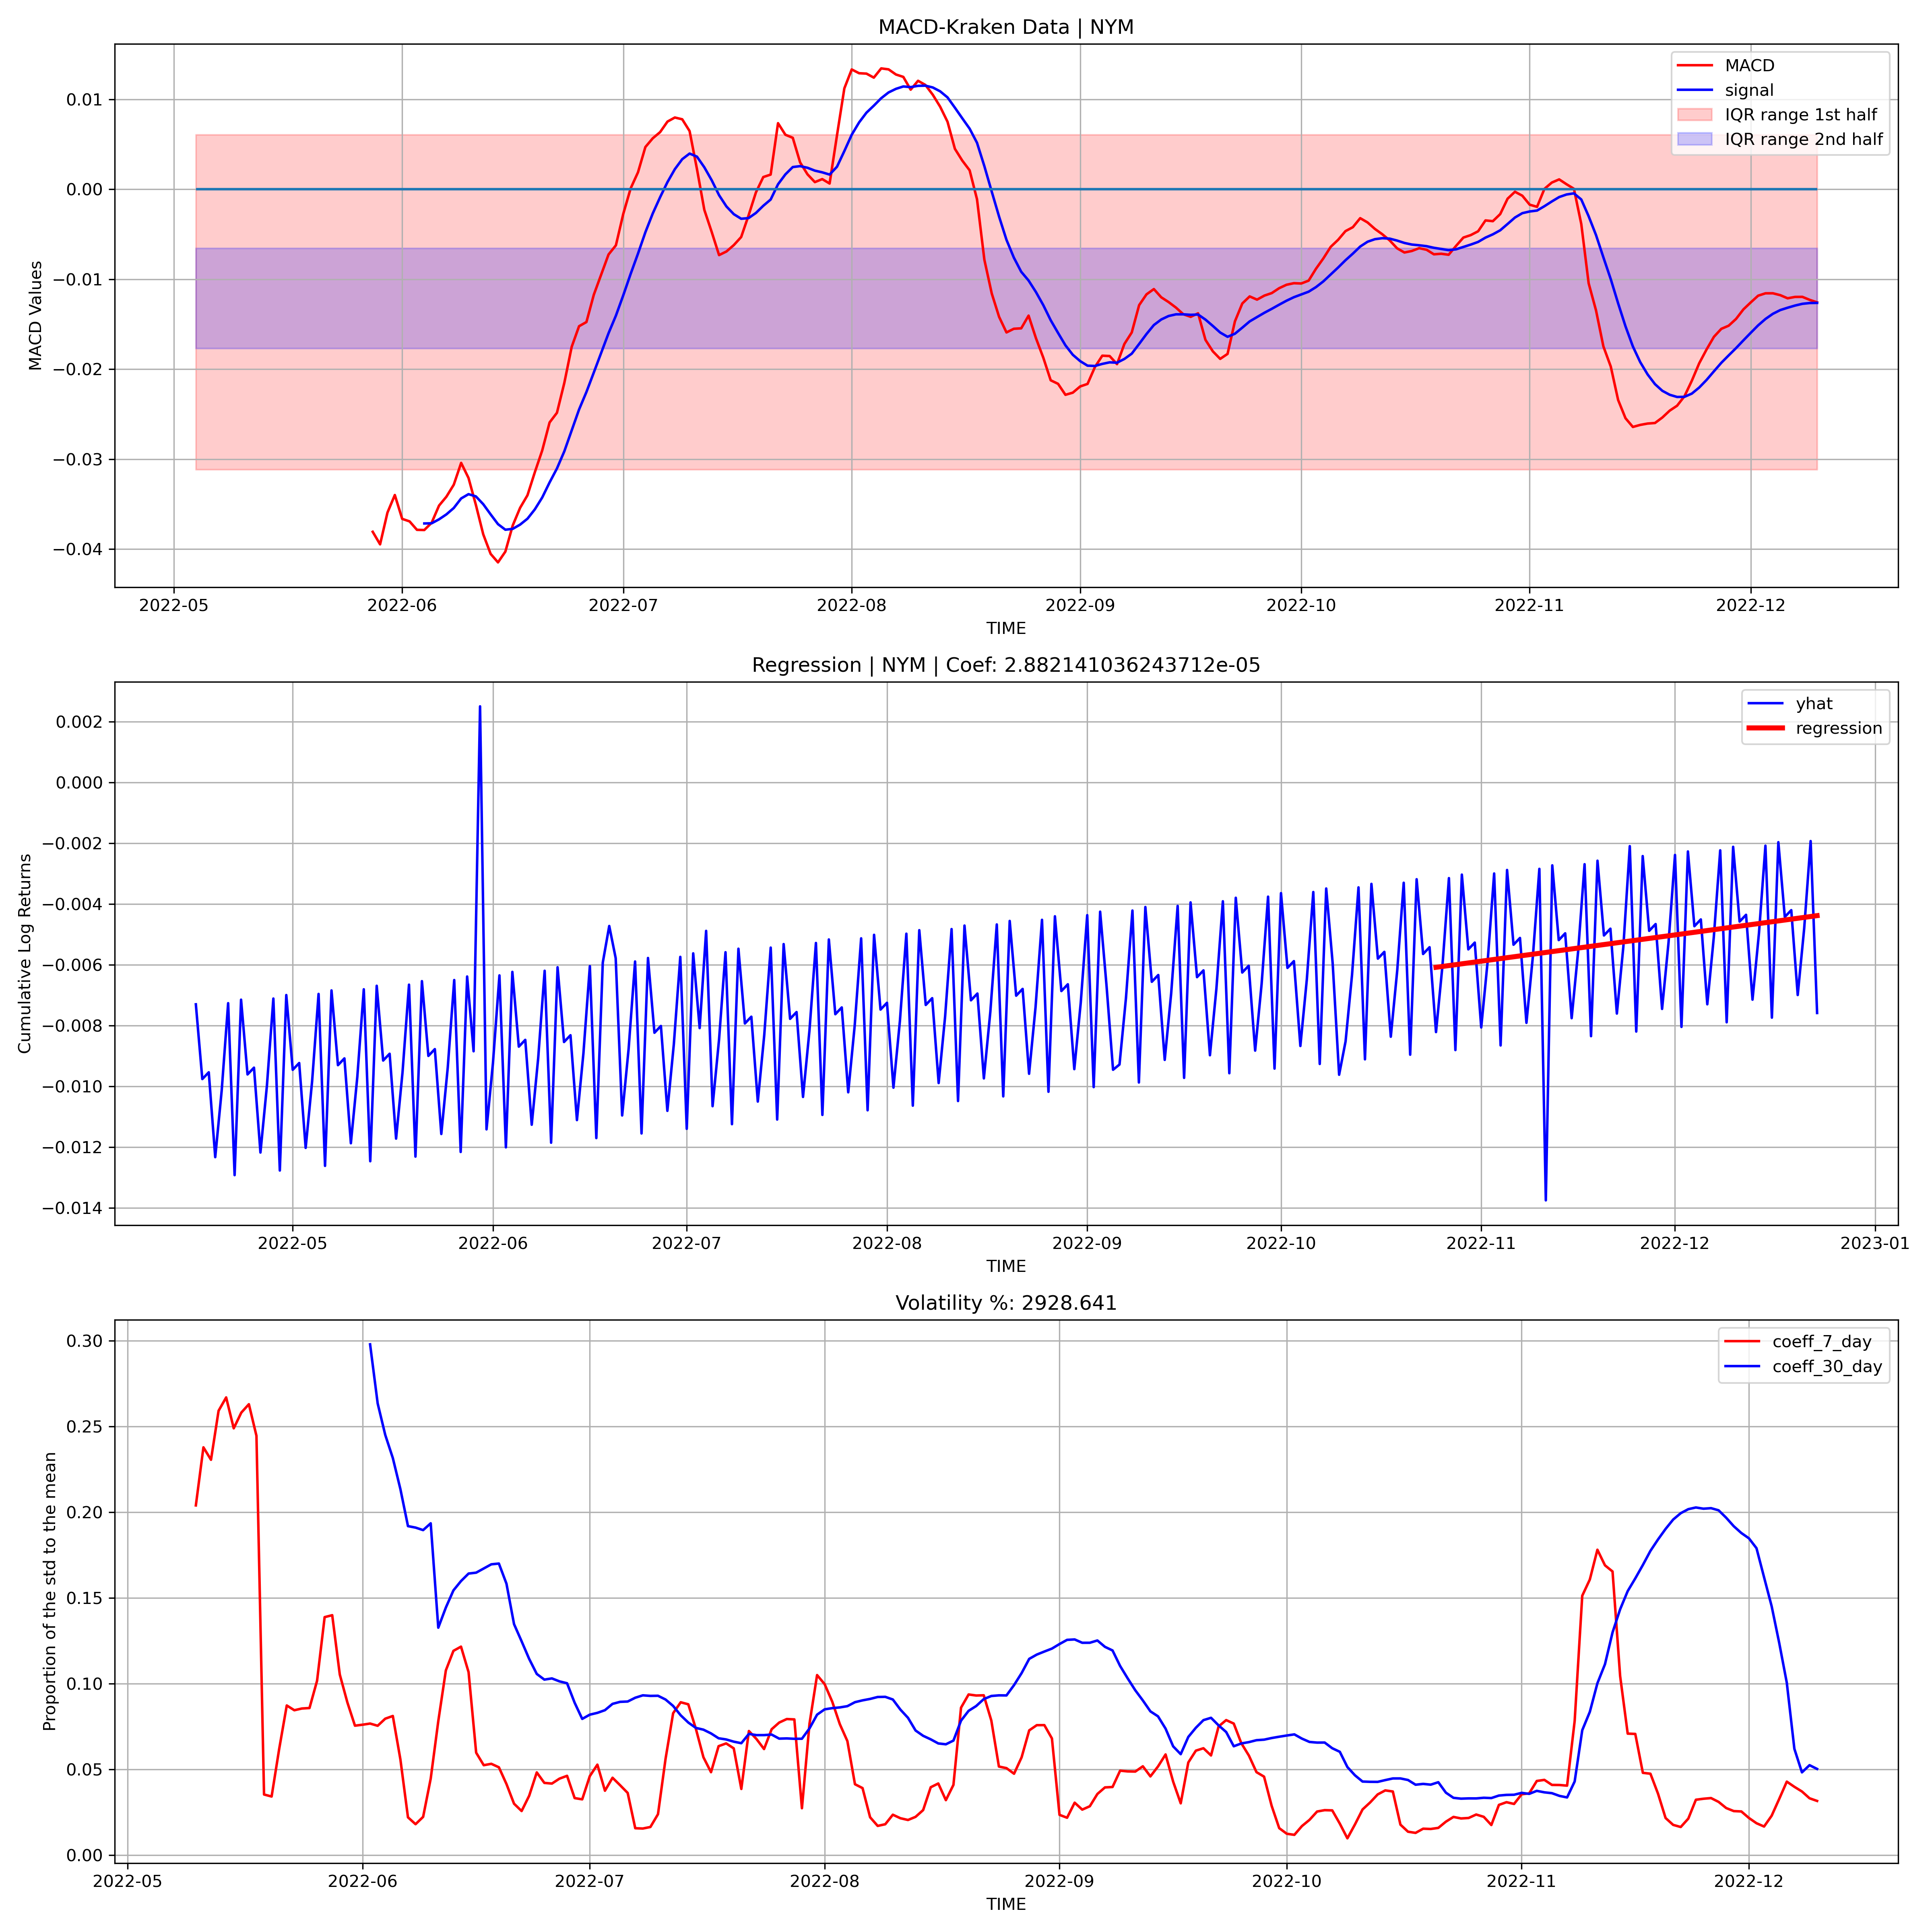 MACD-Kraken Data | NYM
MACD Values
0.01
0.00
−0.01
−0.02
−0.03
−0.04
MACD
signal
IQR range 1st half
IQR range 2nd half
2022-05 2022-06 2022-07 2022-08 2022-09 2022-10 2022-11 2022-12
TIME
Regression | NYM | Coef: 2.882141036243712e-05
Cumulative Log Returns
0.002
0.000
−0.002
−0.004
−0.006
−0.008
−0.010
−0.012
−0.014
yhat
regression
2022-05 2022-06 2022-07 2022-08 2022-09 2022-10 2022-11 2022-12 2023-01
TIME
Volatility %: 2928.641
Proportion of the std to the mean
0.30
0.25
0.20
0.15
0.10
0.05
0.00
coeff_7_day
coeff_30_day
2022-05 2022-06 2022-07 2022-08 2022-09 2022-10 2022-11 2022-12
TIME